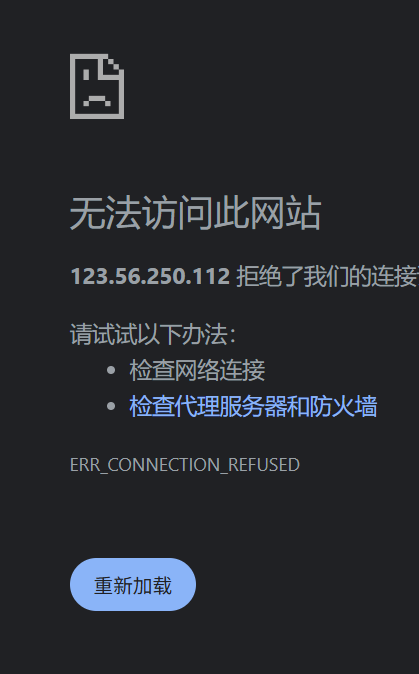 无法访问此网站
123.56.250.112 拒绝了我们的连接
请试试以下办法：
检查网络连接
检查代理服务器和防火墙
ERR_CONNECTION_REFUSED
重新加载